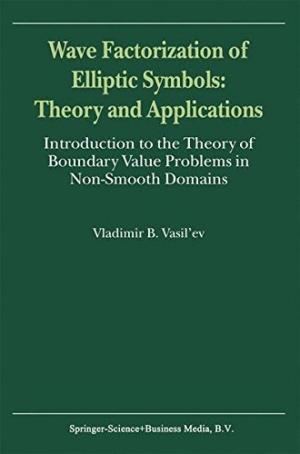 Wave Factorization of
Elliptic Symbols:
Theory and Applications
Introduction to the Theory of
Boundary Value Problems in
Non-Smooth Domains
Vladimir B. Vasil'ev
Springer-Science+Business Media, B.V.